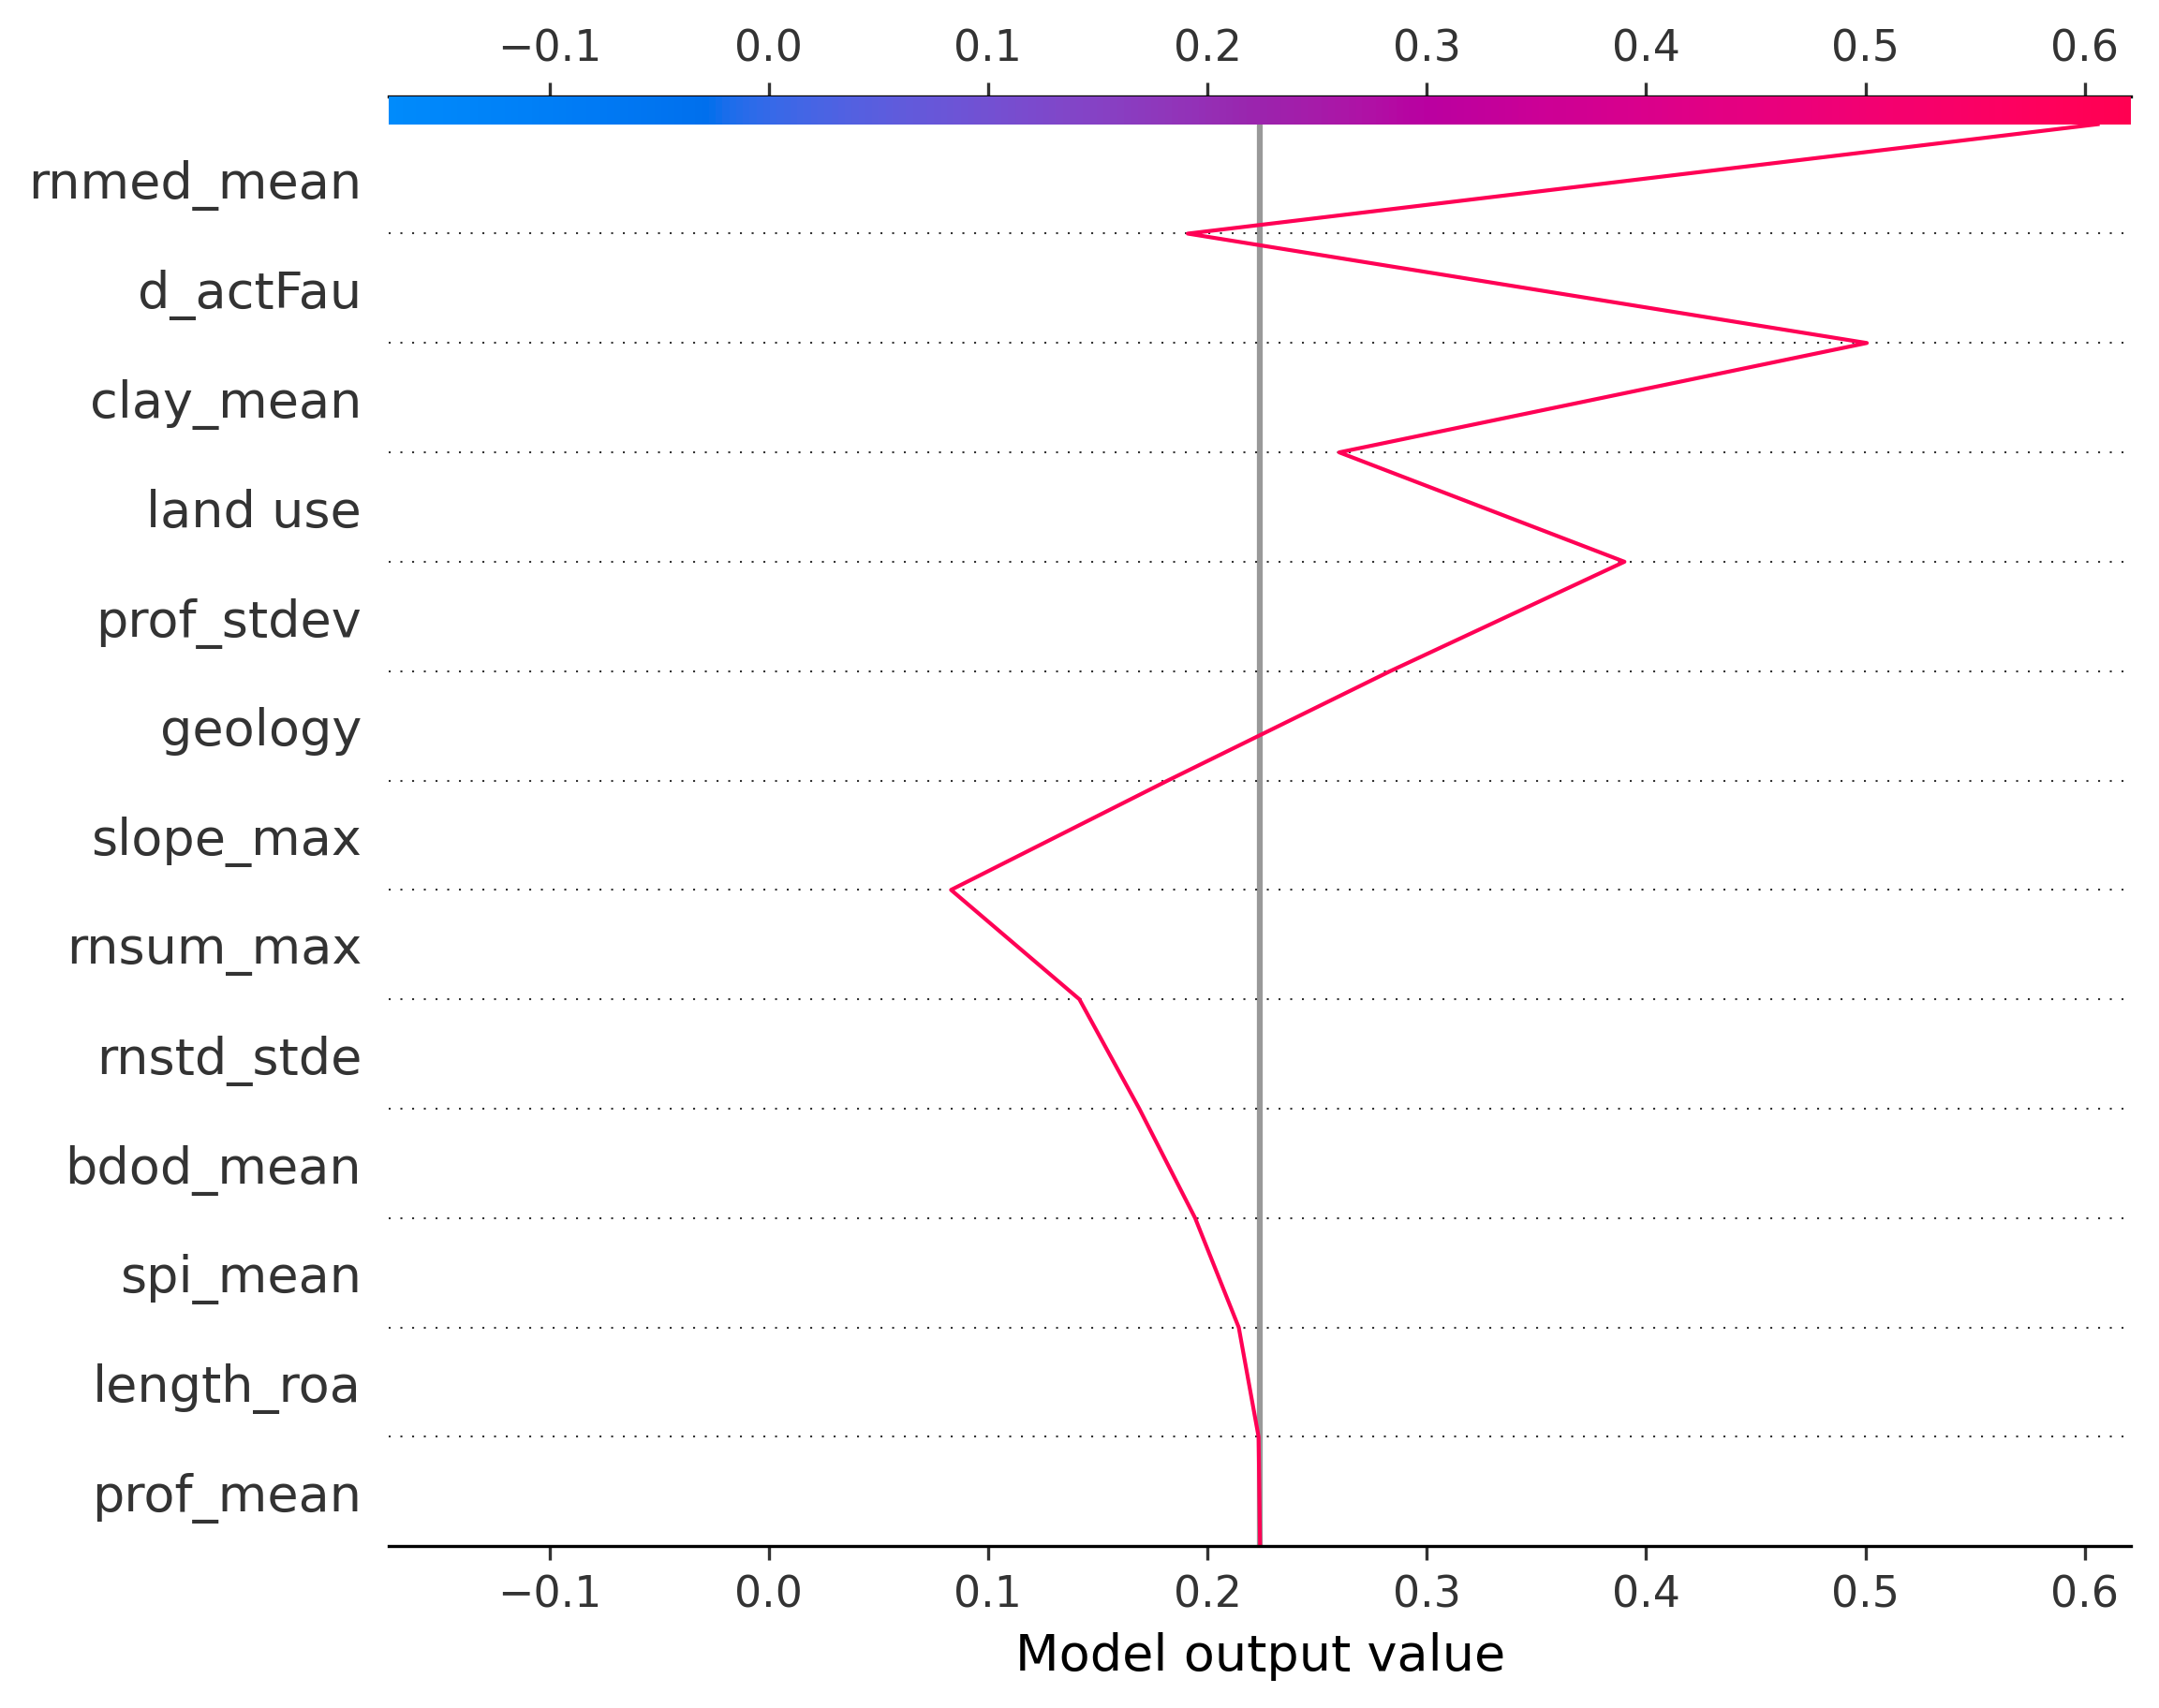 −0.1 0.0 0.1 0.2 0.3 0.4 0.5 0.6
rnmed_mean
d_actFau
clay_mean
land use
prof_stdev
geology
slope_max
rnsum_max
rnstd_stde
bdod_mean
spi_mean
length_roa
prof_mean
−0.1 0.0 0.1 0.2 0.3 0.4 0.5 0.6
Model output value